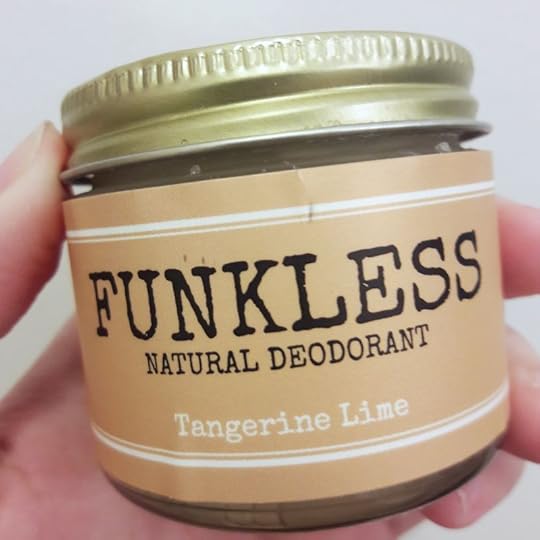 FUNKLESS
NATURAL DEODORANT
Tangerine Lime